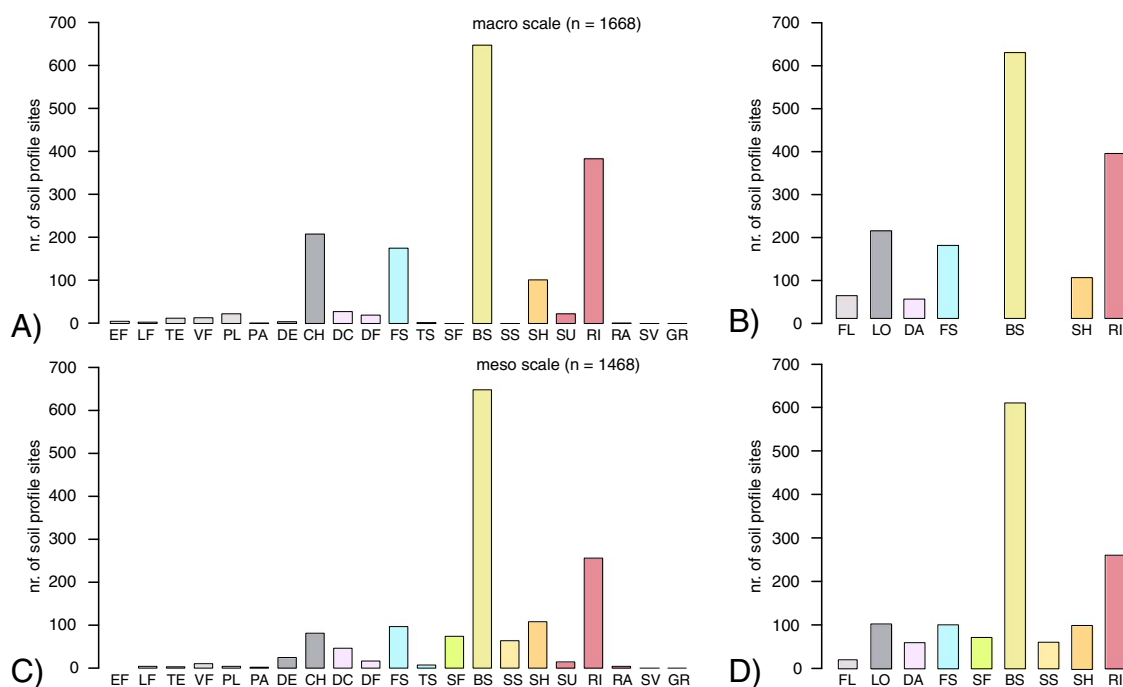 macro scale (n = 1668)
nr. of soil profile sites
700
600
500
400
300
200
100
0
EF LF TE VF PL PA DE CH DC DF FS TS SF BS SS SH SU RI RA SV GR
A)
nr. of soil profile sites
700
600
500
400
300
200
100
0
FL LO DA FS BS SH RI
B)
meso scale (n = 1468)
nr. of soil profile sites
700
600
500
400
300
200
100
0
EF LF TE VF PL PA DE CH DC DF FS TS SF BS SS SH SU RI RA SV GR
C)
nr. of soil profile sites
700
600
500
400
300
200
100
0
FL LO DA FS SF BS SS SH RI
D)